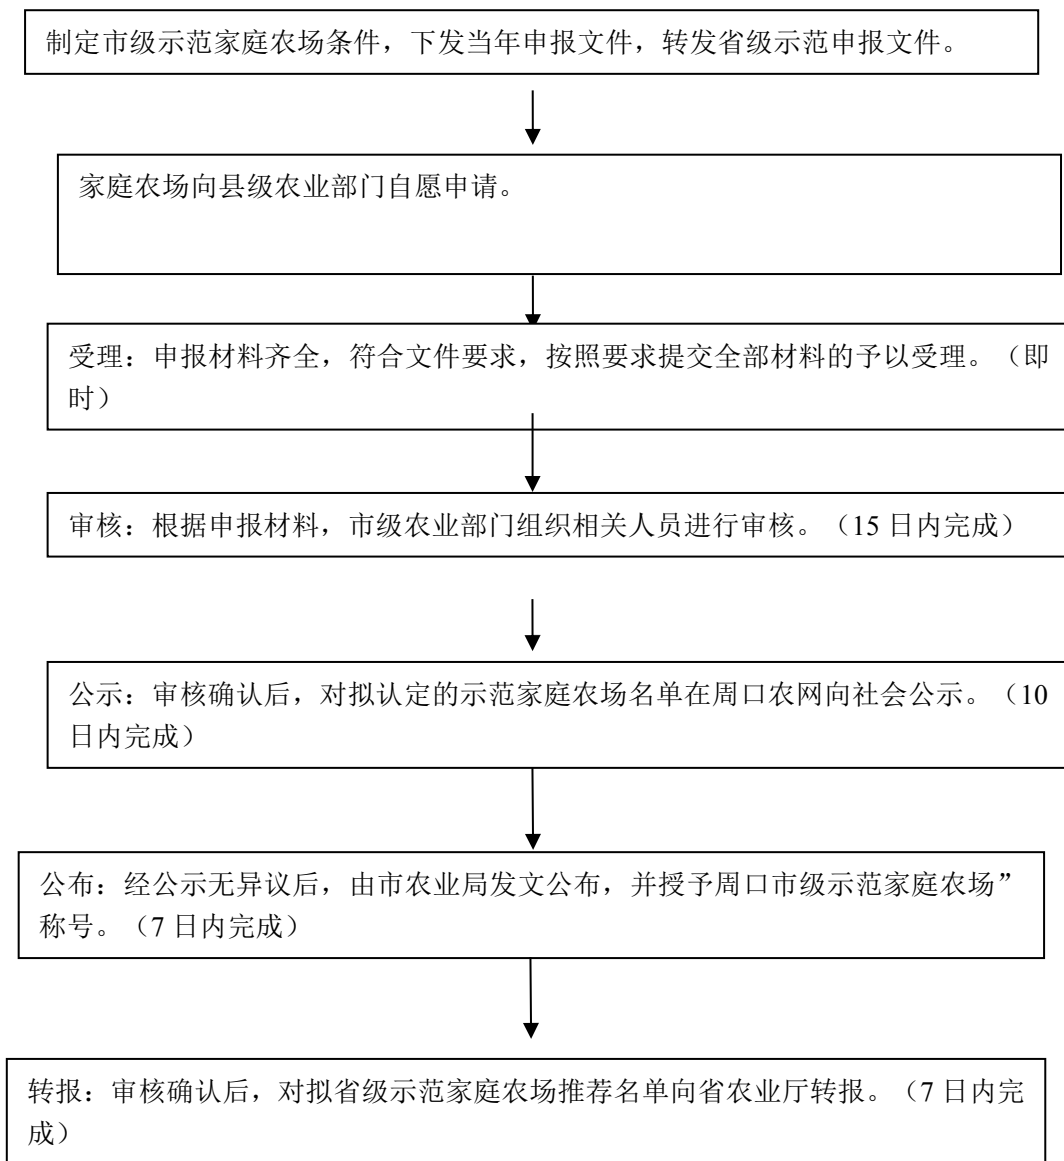 制定市级示范家庭农场条件，下发当年申报文件，转发省级示范申报文件。
家庭农场向县级农业部门自愿申请。
受理：申报材料齐全，符合文件要求，按照要求提交全部材料的予以受理。（即
时）
审核：根据申报材料，市级农业部门组织相关人员进行审核。（15 日内完成）
公示：审核确认后，对拟认定的示范家庭农场名单在周口农网向社会公示。（10
日内完成）
公布：经公示无异议后，由市农业局发文公布，并授予周口市级示范家庭农场”
称号。（7 日内完成）
转报：审核确认后，对拟省级示范家庭农场推荐名单向省农业厅转报。（7 日内完
成）